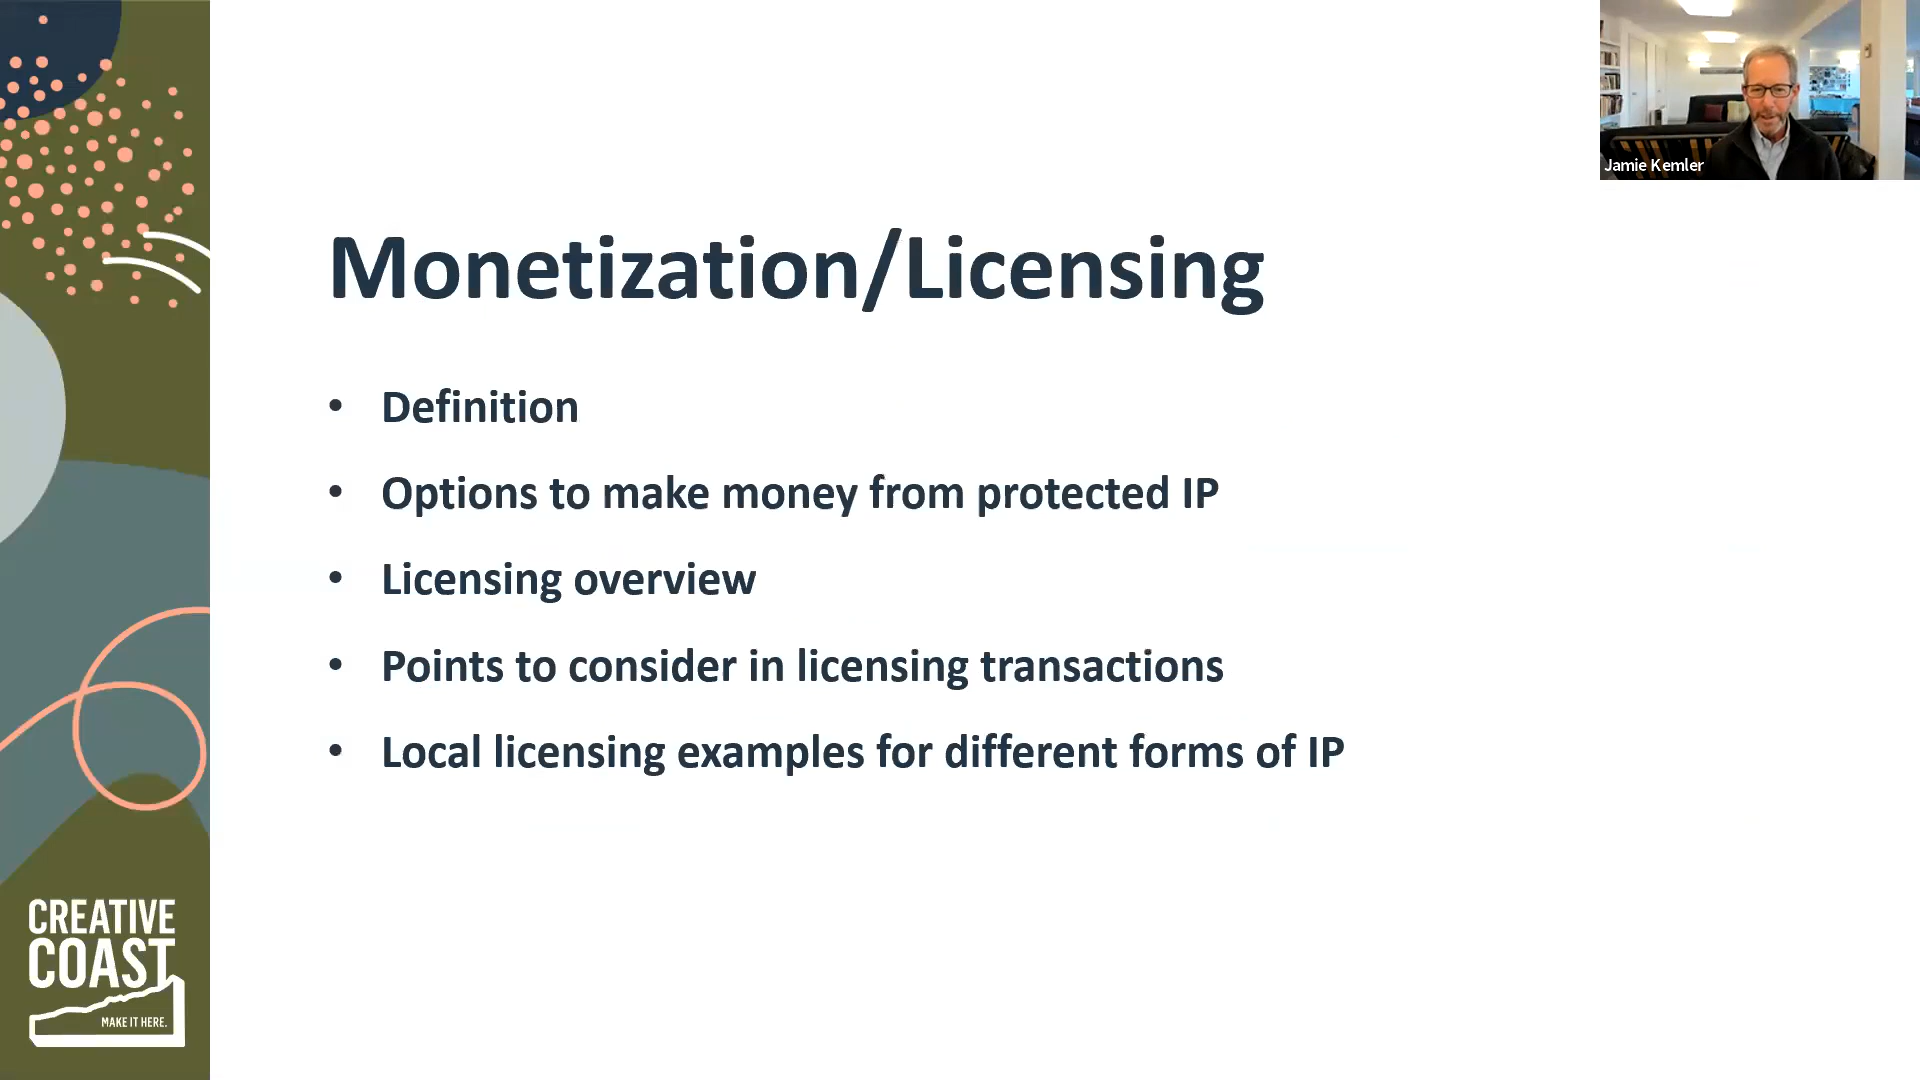 Jamie Kemler
Monetization/Licensing
• Definition
• Options to make money from protected IP
• Licensing overview
• Points to consider in licensing transactions
• Local licensing examples for different forms of IP
CREATIVE
COAST
MAKE IT HERE.